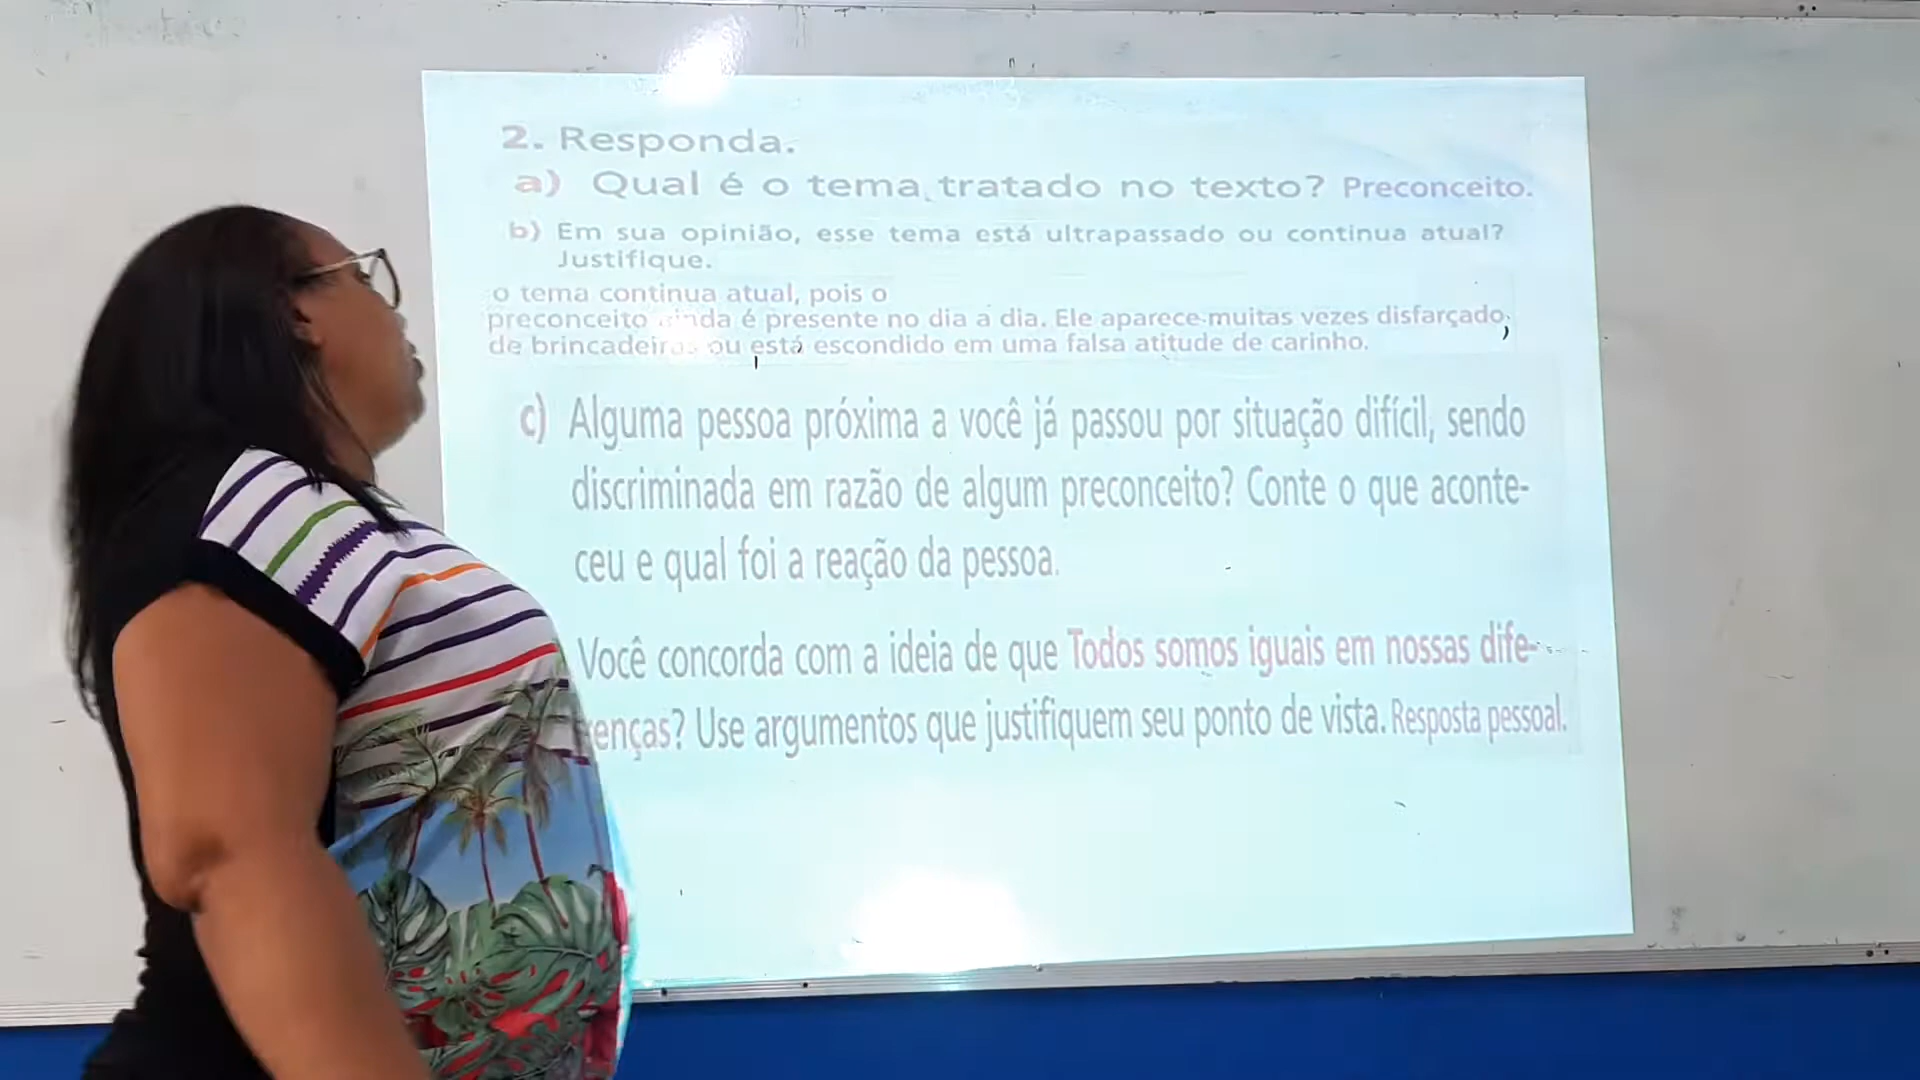 2. Responda.
a) Qual é o tema tratado no texto? Preconceito.
b) Em sua opinião, esse tema está ultrapassado ou continua atual?
Justifique.
o tema continua atual, pois o
preconceito ainda é presente no dia a dia. Ele aparece muitas vezes disfarçado
de brincadeiras ou está escondido em uma falsa atitude de carinho.
c) Alguma pessoa próxima a você já passou por situação difícil, sendo
discriminada em razão de algum preconceito? Conte o que aconte-
ceu e qual foi a reação da pessoa.
Você concorda com a ideia de que Todos somos iguais em nossas dife-
renças? Use argumentos que justifiquem seu ponto de vista. Resposta pessoal.